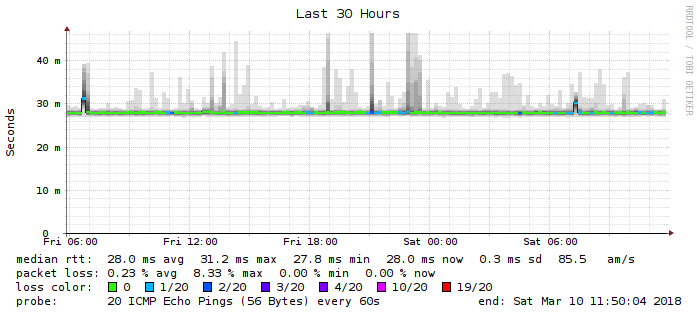 Last 30 Hours
RRDTOOL / TOBI OETIKER
Seconds
40 m
30 m
20 m
10 m
0
Fri 06:00 Fri 12:00 Fri 18:00 Sat 00:00 Sat 06:00
median rtt: 28.0 ms avg 31.2 ms max 27.8 ms min 28.0 ms now 0.3 ms sd 85.5 am/s
packet loss: 0.23 % avg 8.33 % max 0.00 % min 0.00 % now
loss color: 0 1/20 2/20 3/20 4/20 10/20 19/20
probe: 20 ICMP Echo Pings (56 Bytes) every 60s end: Sat Mar 10 11:50:04 2018